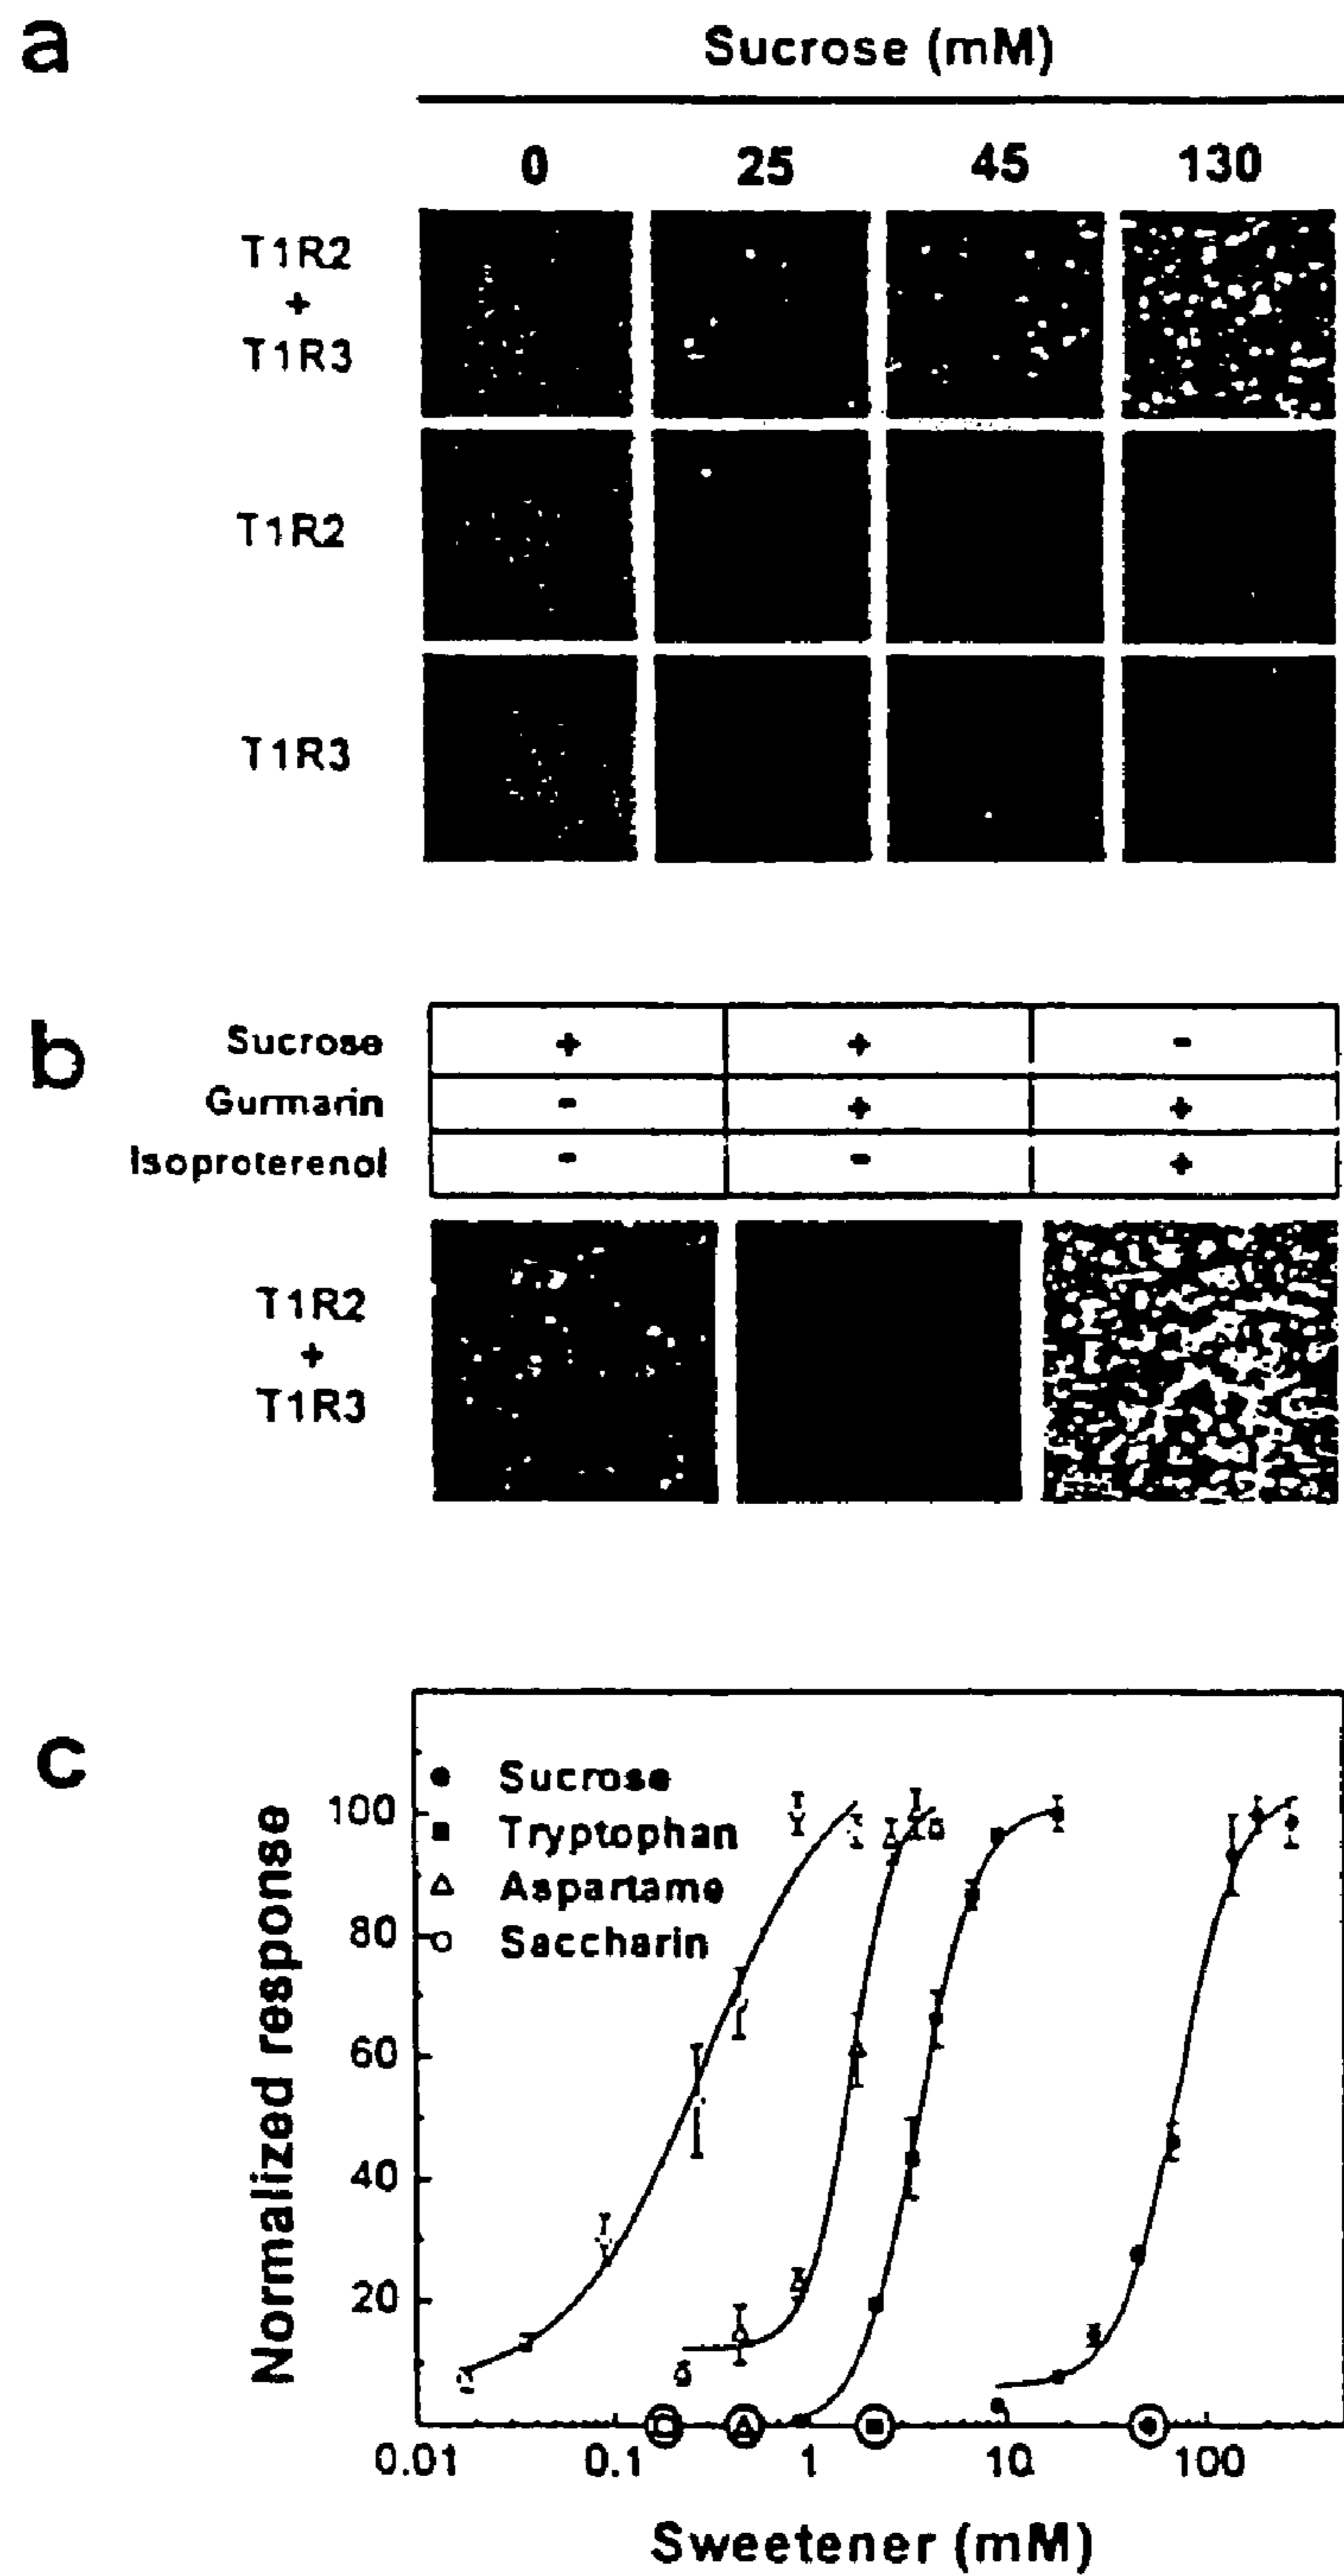 a
Sucrose (mM)
0 25 45 130
T1R2
+
T1R3
T1R2
T1R3
b
Sucrose + + -
Gurmarin - + +
Isoproterenol - - +
T1R2
+
T1R3
c
Sucrose
Tryptophan
Aspartame
Saccharin
Normalized response
100
80
60
40
20
0.01 0.1 1 10 100
Sweetener (mM)